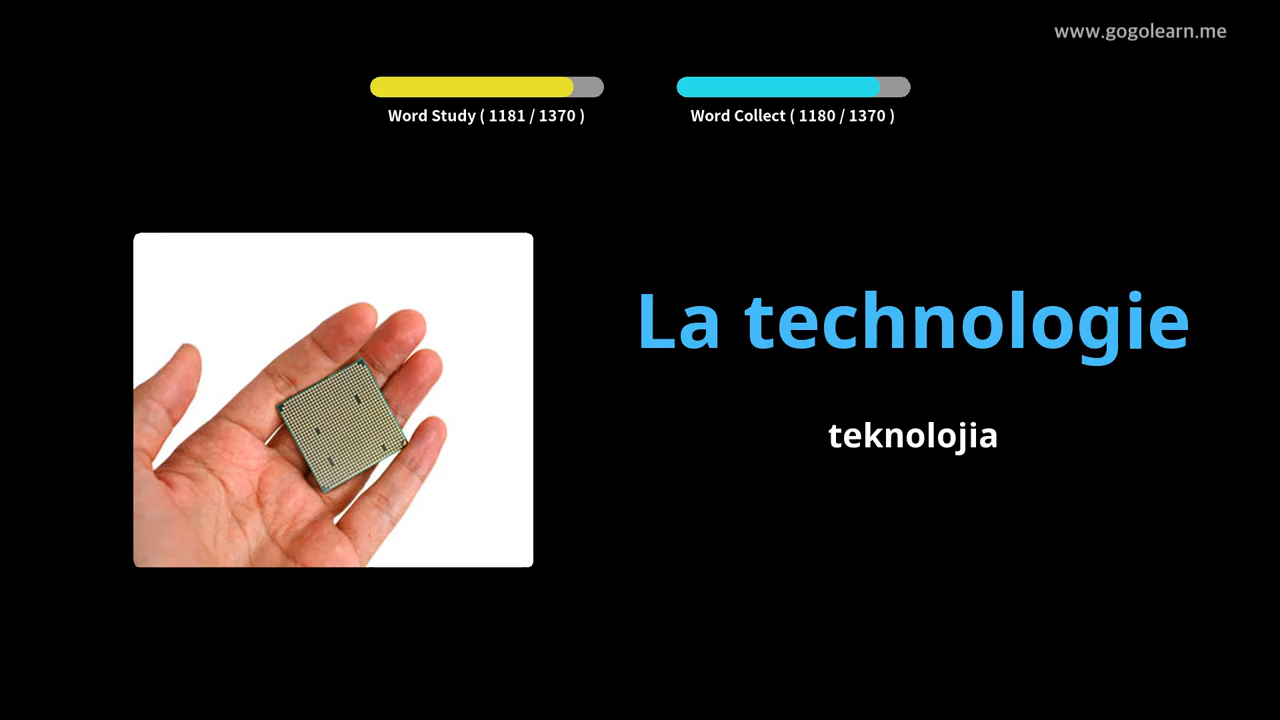 www.gogolearn.me
Word Study ( 1181 / 1370 )
Word Collect ( 1180 / 1370 )
La technologie
teknolojia